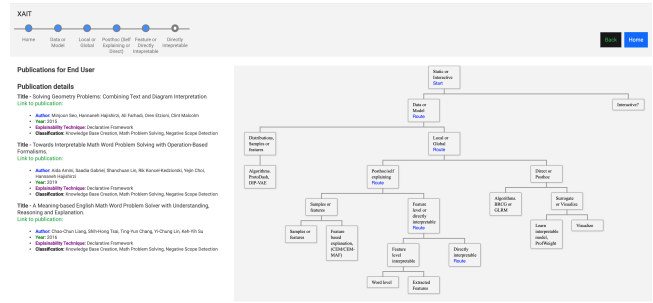 XAIT
Home
Data or
Model
Local or
Global
Posthoc (Self
Explaining or
Direct)
Feature or
Directly
Intepretable
Directly
Intepretable
Back
Home
Publications for End User
Publication details
Title - Solving Geometry Problems: Combining Text and Diagram Interpretation
Link to publication:
Author: Minjoon Seo, Hannaneh Hajishirzi, Ali Farhadi, Oren Etzioni, Clint Malcolm
Year: 2015
Explainability Technique: Declarative Framework
Classification: Knowledge Base Creation, Math Problem Solving, Negative Scope Detection
Title - Towards Interpretable Math Word Problem Solving with Operation-Based
Formalisms.
Link to publication:
Author: Aida Amini, Saadia Gabriel, Shanchuan Lin, Rik Koncel-Kedziorski, Yejin Choi,
Hannaneh Hajishirzi
Year: 2019
Explainability Technique: Declarative Framework
Classification: Knowledge Base Creation, Math Problem Solving, Negative Scope Detection
Title - A Meaning-based English Math Word Problem Solver with Understanding,
Reasoning and Explanation.
Link to publication:
Author: Chao-Chun Liang, Shih-Hong Tsai, Ting-Yun Chang, Yi-Chung Lin, Keh-Yih Su
Year: 2016
Explainability Technique: Declarative Framework
Classification: Knowledge Base Creation, Math Problem Solving, Negative Scope Detection
Static or
Interactive
Start
Data or
Model
Route
Interactive?
Distributions,
Samples or
features
Local or
Global
Route
Algorithms.
ProtoDash,
DIP-VAE
Posthoc/self
explaining
Route
Direct or
Posthoc
Samples or
features
Feature
level or
directly
interpretable
Route
Algorithms.
BRCG or
GLRM
Surrogate
or Visualize
Samples or
features
Feature
based
explanation,
(CEM/CEM-
MAF)
Feature
level
interpretable
Directly
interpretable
Route
Learn
interpretable
model,
ProfWeight
Visualize
Word level
Extracted
Features